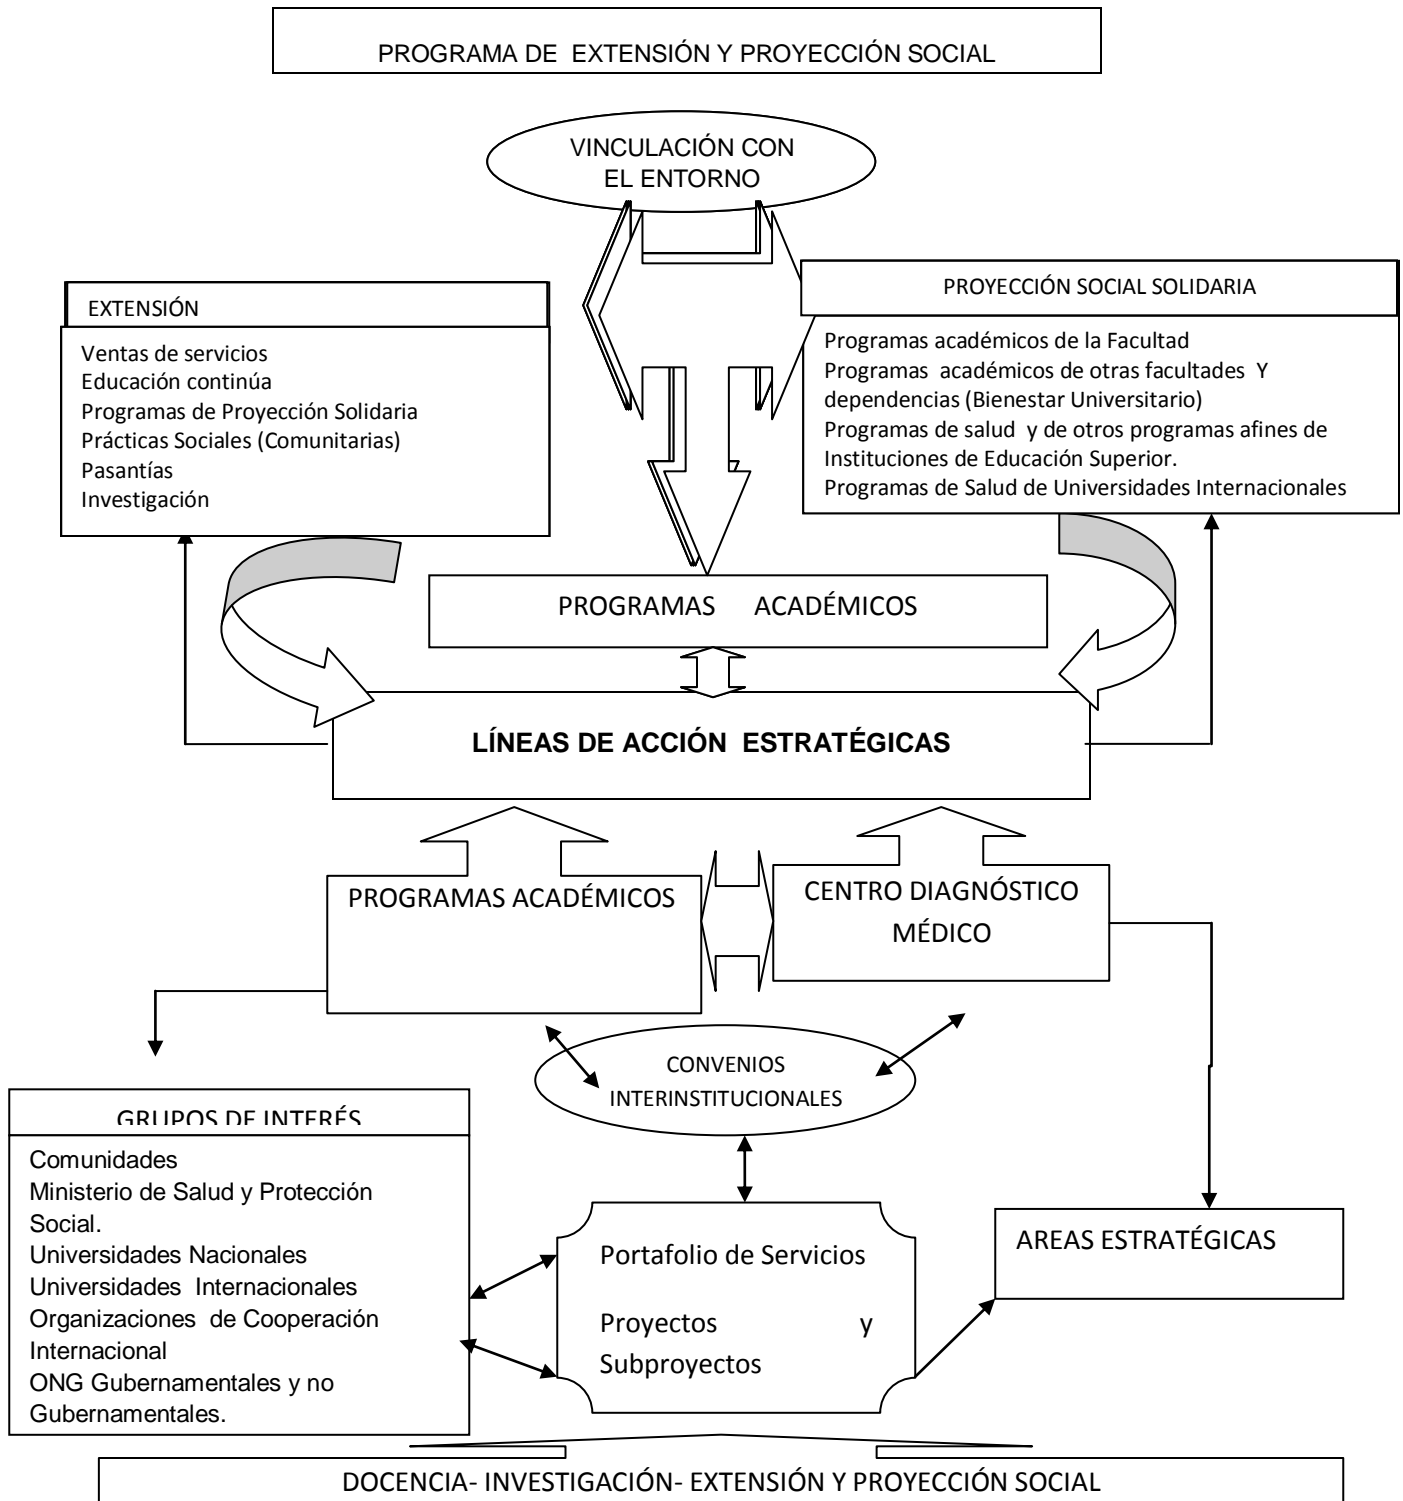 PROGRAMA DE EXTENSIÓN Y PROYECCIÓN SOCIAL
VINCULACIÓN CON
EL ENTORNO
EXTENSIÓN
Ventas de servicios
Educación continúa
Programas de Proyección Solidaria
Prácticas Sociales (Comunitarias)
Pasantías
Investigación
PROYECCIÓN SOCIAL SOLIDARIA
Programas académicos de la Facultad
Programas académicos de otras facultades Y
dependencias (Bienestar Universitario)
Programas de salud y de otros programas afines de
Instituciones de Educación Superior.
Programas de Salud de Universidades Internacionales
PROGRAMAS ACADÉMICOS
LÍNEAS DE ACCIÓN ESTRATÉGICAS
PROGRAMAS ACADÉMICOS
CENTRO DIAGNÓSTICO
MÉDICO
CONVENIOS
INTERINSTITUCIONALES
GRUPOS DE INTERÉS
Comunidades
Ministerio de Salud y Protección
Social.
Universidades Nacionales
Universidades Internacionales
Organizaciones de Cooperación
Internacional
ONG Gubernamentales y no
Gubernamentales.
Portafolio de Servicios
Proyectos y
Subproyectos
AREAS ESTRATÉGICAS
DOCENCIA- INVESTIGACIÓN- EXTENSIÓN Y PROYECCIÓN SOCIAL